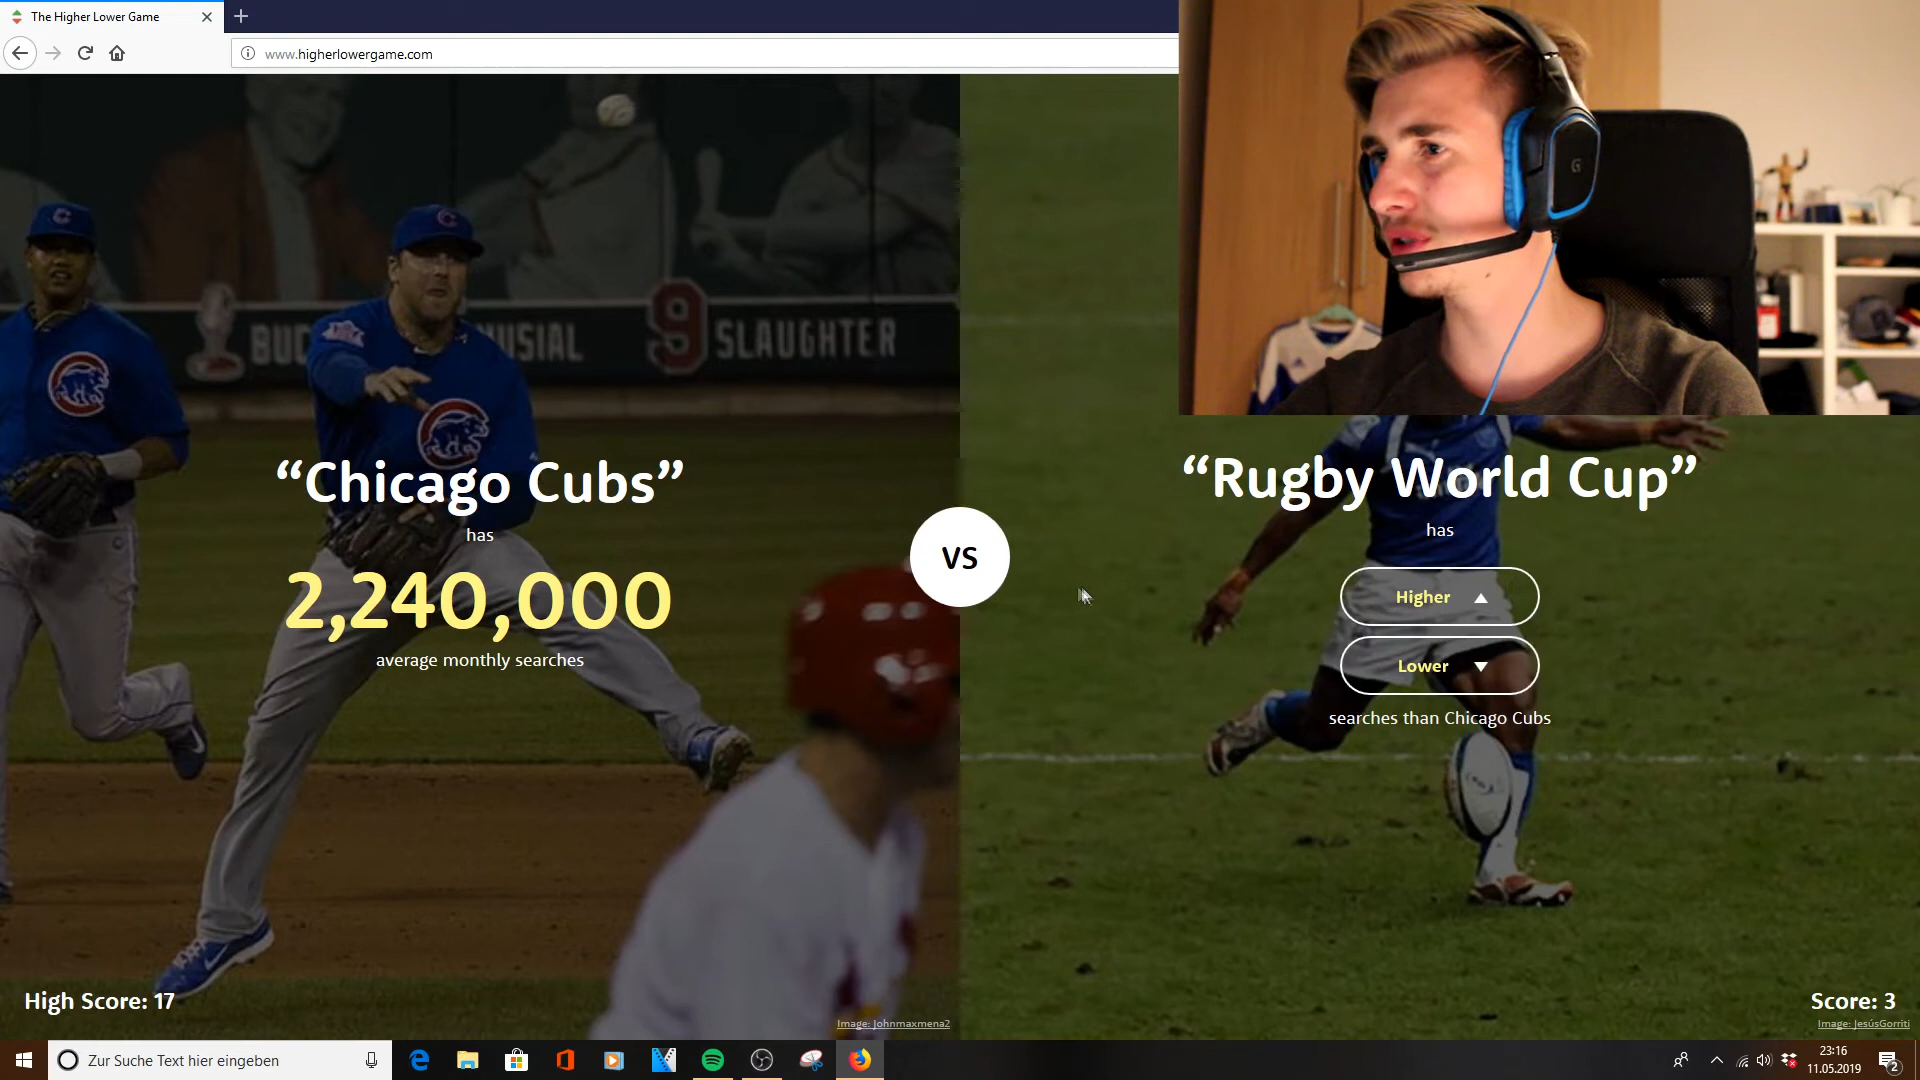 The Higher Lower Game
www.higherlowergame.com
9 SLAUGHTER
“Chicago Cubs”
has
2,240,000
average monthly searches
VS
“Rugby World Cup”
has
Higher
Lower
searches than Chicago Cubs
High Score: 17
Image: Johnmaxmena2
Score: 3
Image: JesúsGorriti
Zur Suche Text hier eingeben
23:16
11.05.2019
2